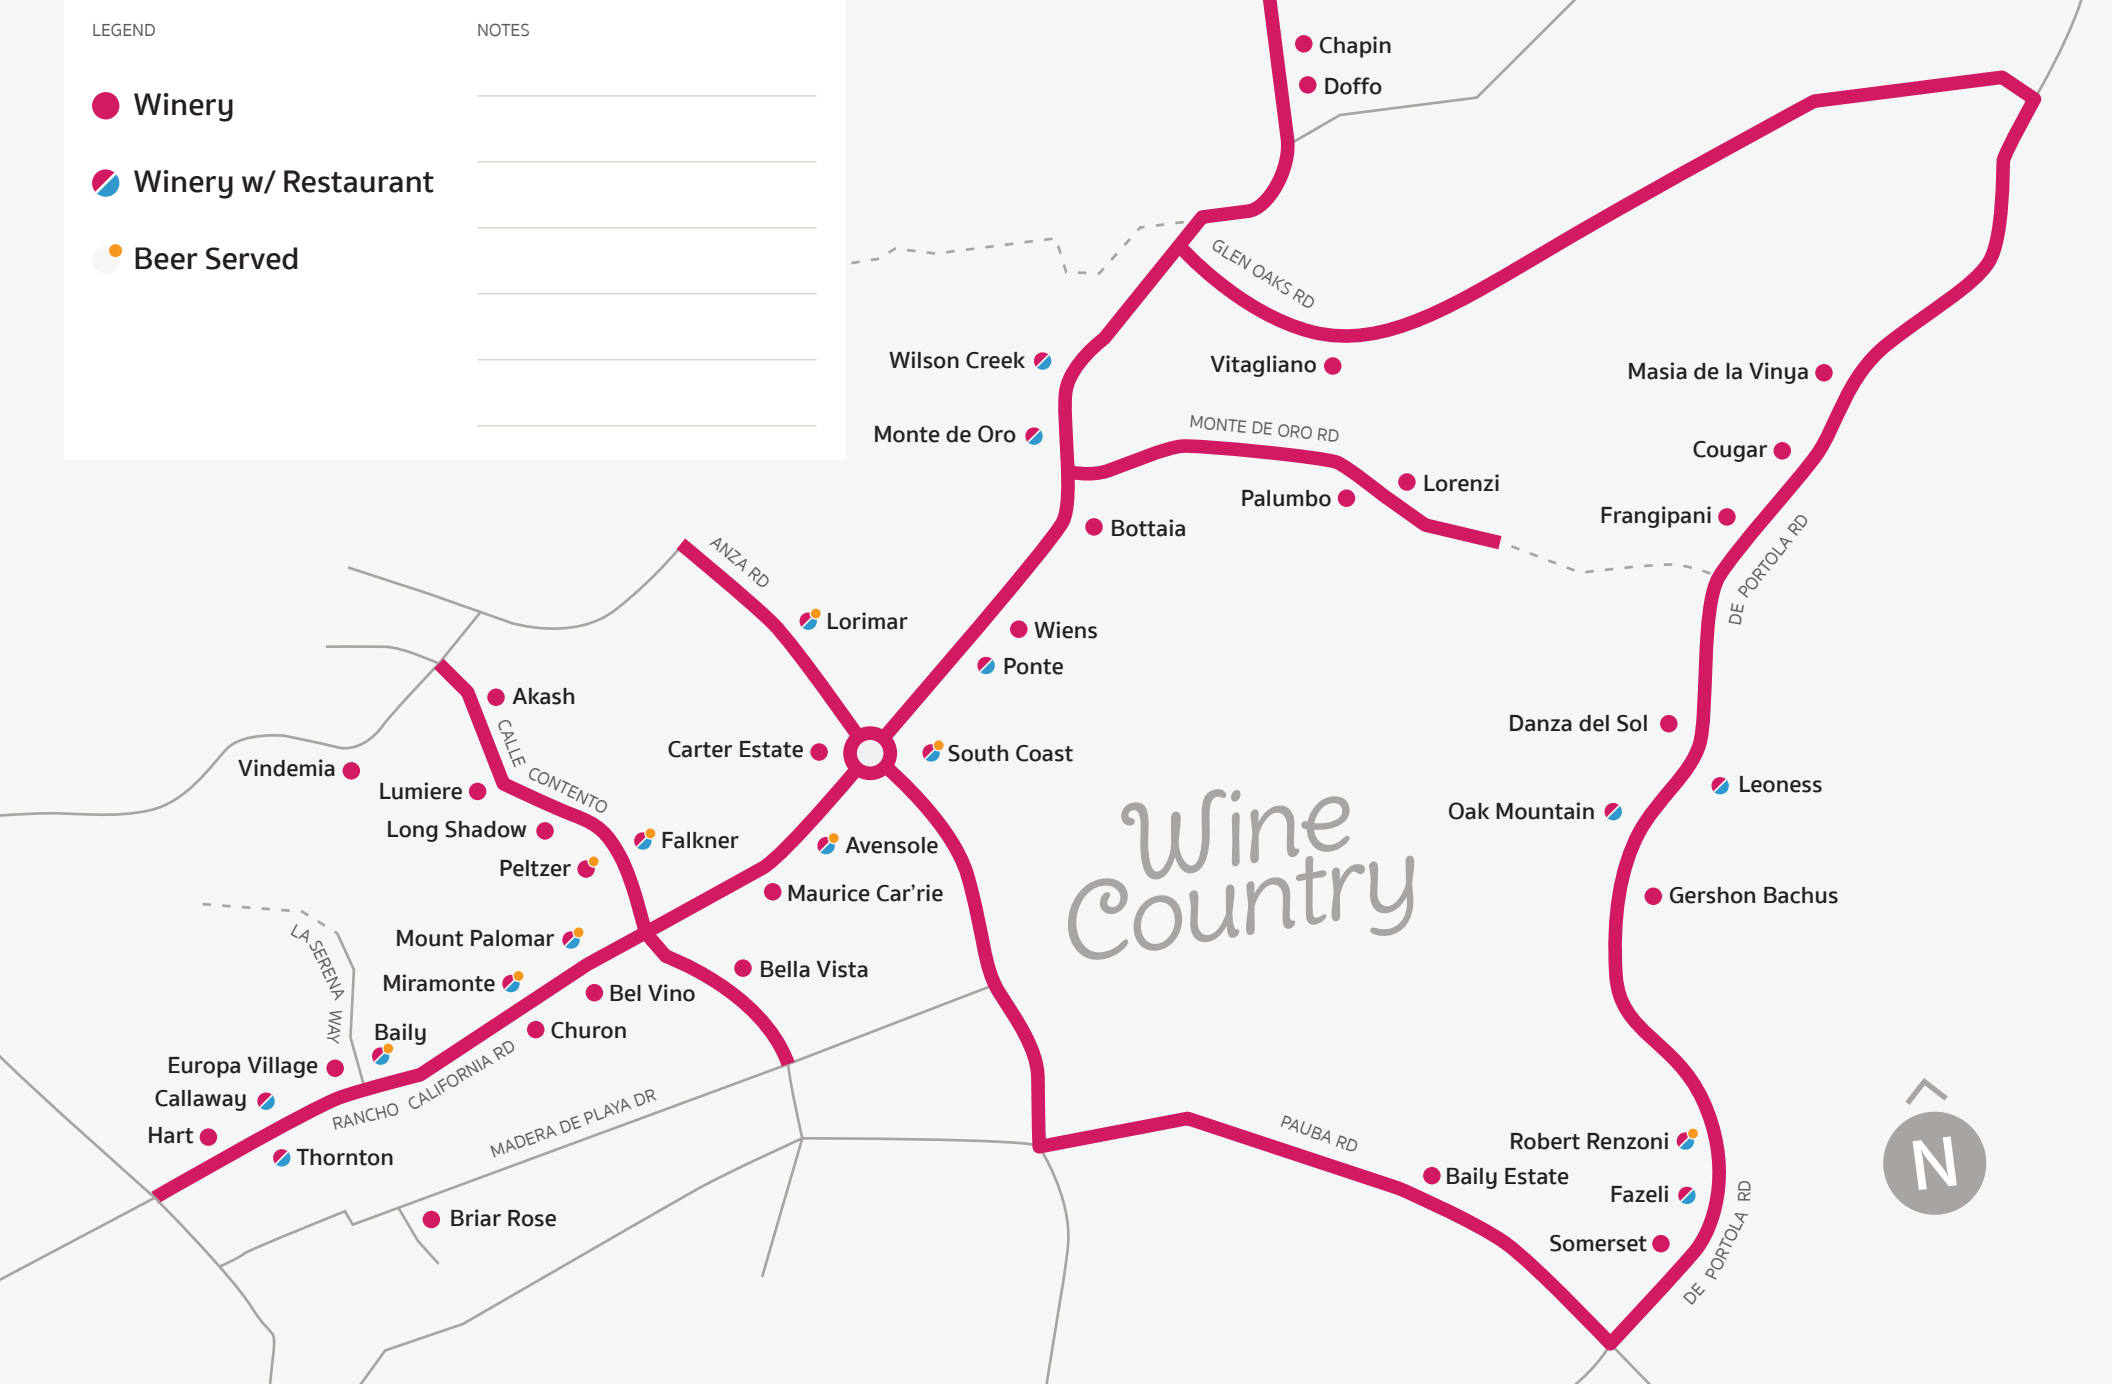 LEGEND
NOTES
Winery
Winery w/ Restaurant
Beer Served
Chapin
Doffo
GLEN OAKS RD
Wilson Creek
Vitagliano
Masia de la Vinya
Monte de Oro
MONTE DE ORO RD
Cougar
Lorenzi
Palumbo
Frangipani
Bottaia
DE PORTOLA RD
ANZA RD
Lorimar
Wiens
Ponte
Akash
CALLE CONTENTO
Danza del Sol
Carter Estate
South Coast
Vindemia
Leoness
Lumiere
Oak Mountain
Long Shadow
Falkner
Avensole
Wine
Country
Peltzer
Maurice Car’rie
Gershon Bachus
Mount Palomar
LA SERENA WAY
Bella Vista
Miramonte
Bel Vino
Baily
Churon
Europa Village
Callaway
RANCHO CALIFORNIA RD
MADERA DE PLAYA DR
Hart
Thornton
PAUBA RD
Robert Renzoni
Baily Estate
Fazeli
Briar Rose
Somerset
DE PORTOLA RD
N